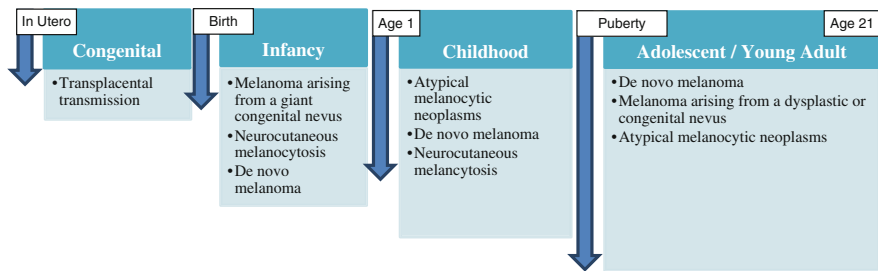 In Utero
Congenital
•Transplacental
transmission
Birth
Infancy
•Melanoma arising
from a giant
congenital nevus
•Neurocutaneous
melanocytosis
•De novo
melanoma
Age 1
Childhood
•Atypical
melanocytic
neoplasms
•De novo melanoma
•Neurocutaneous
melancytosis
Puberty
Age 21
Adolescent / Young Adult
•De novo melanoma
•Melanoma arising from a dysplastic or
congenital nevus
•Atypical melanocytic neoplasms